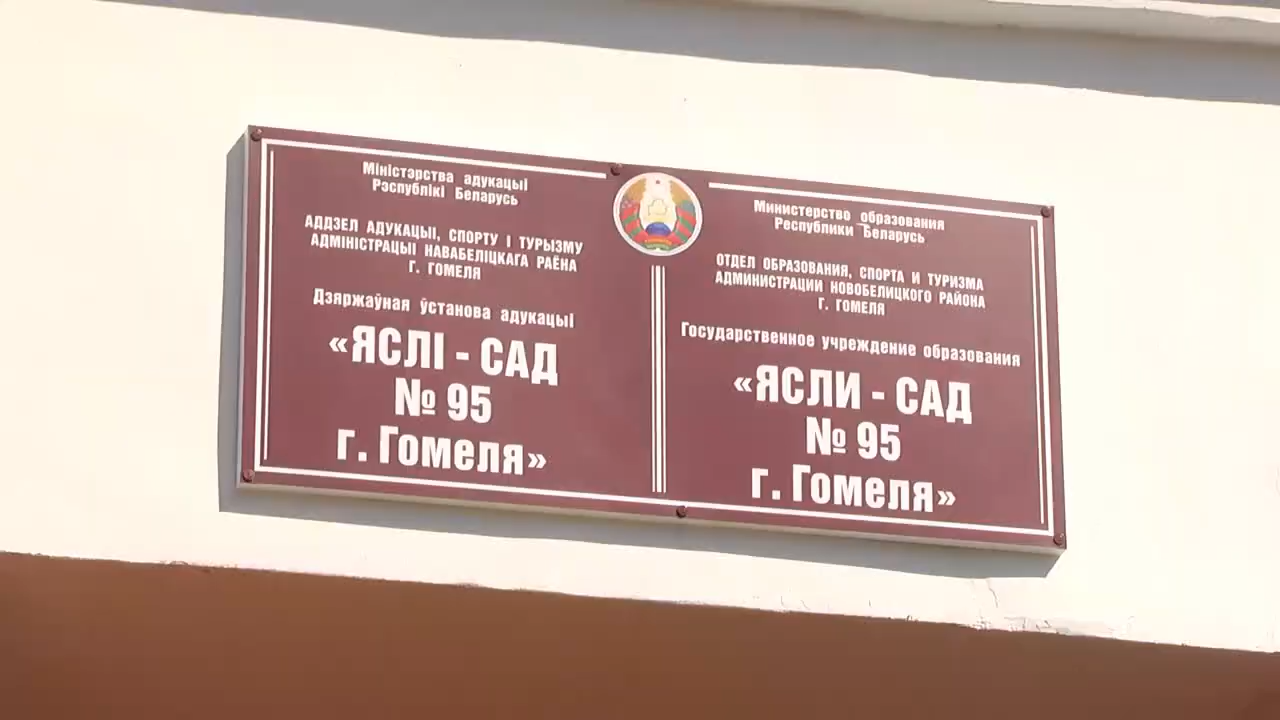 Міністэрства адукацыі
Рэспублікі Беларусь
АДДЗЕЛ АДУКАЦЫІ, СПОРТУ І ТУРЫЗМУ
АДМІНІСТРАЦЫІ НАВАБЕЛІЦКАГА РАЁНА
Г. ГОМЕЛЯ
Дзяржаўная ўстанова адукацыі
«ЯСЛІ - САД
№ 95
г. Гомеля»
Министерство образования
Республики Беларусь
ОТДЕЛ ОБРАЗОВАНИЯ, СПОРТА И ТУРИЗМА
АДМИНИСТРАЦИИ НОВОБЕЛИЦКОГО РАЙОНА
Г. ГОМЕЛЯ
Государственное учреждение образования
«ЯСЛИ - САД
№ 95
г. Гомеля»